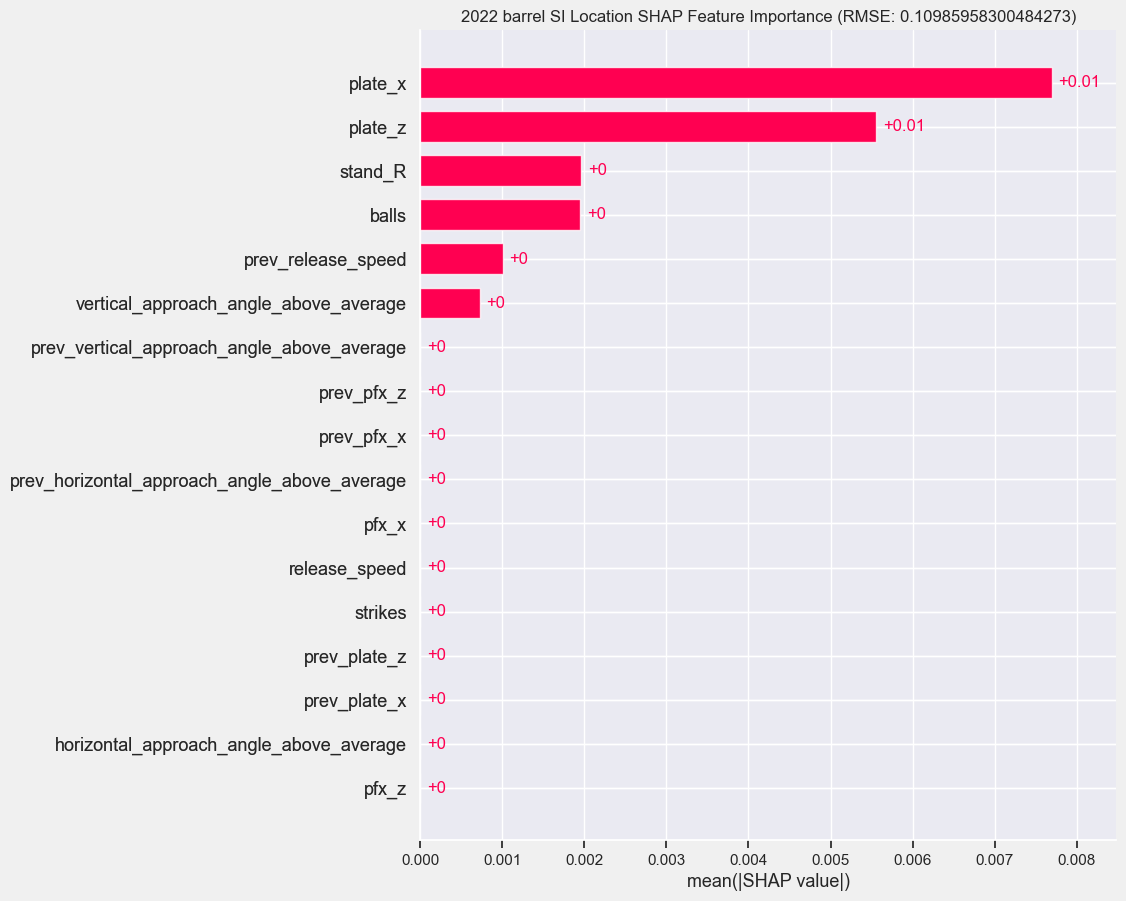 2022 barrel SI Location SHAP Feature Importance (RMSE: 0.10985958300484273)
plate_x +0.01
plate_z +0.01
stand_R +0
balls +0
prev_release_speed +0
vertical_approach_angle_above_average +0
prev_vertical_approach_angle_above_average +0
prev_pfx_z +0
prev_pfx_x +0
prev_horizontal_approach_angle_above_average +0
pfx_x +0
release_speed +0
strikes +0
prev_plate_z +0
prev_plate_x +0
horizontal_approach_angle_above_average +0
pfx_z +0
0.000 0.001 0.002 0.003 0.004 0.005 0.006 0.007 0.008
mean(|SHAP value|)